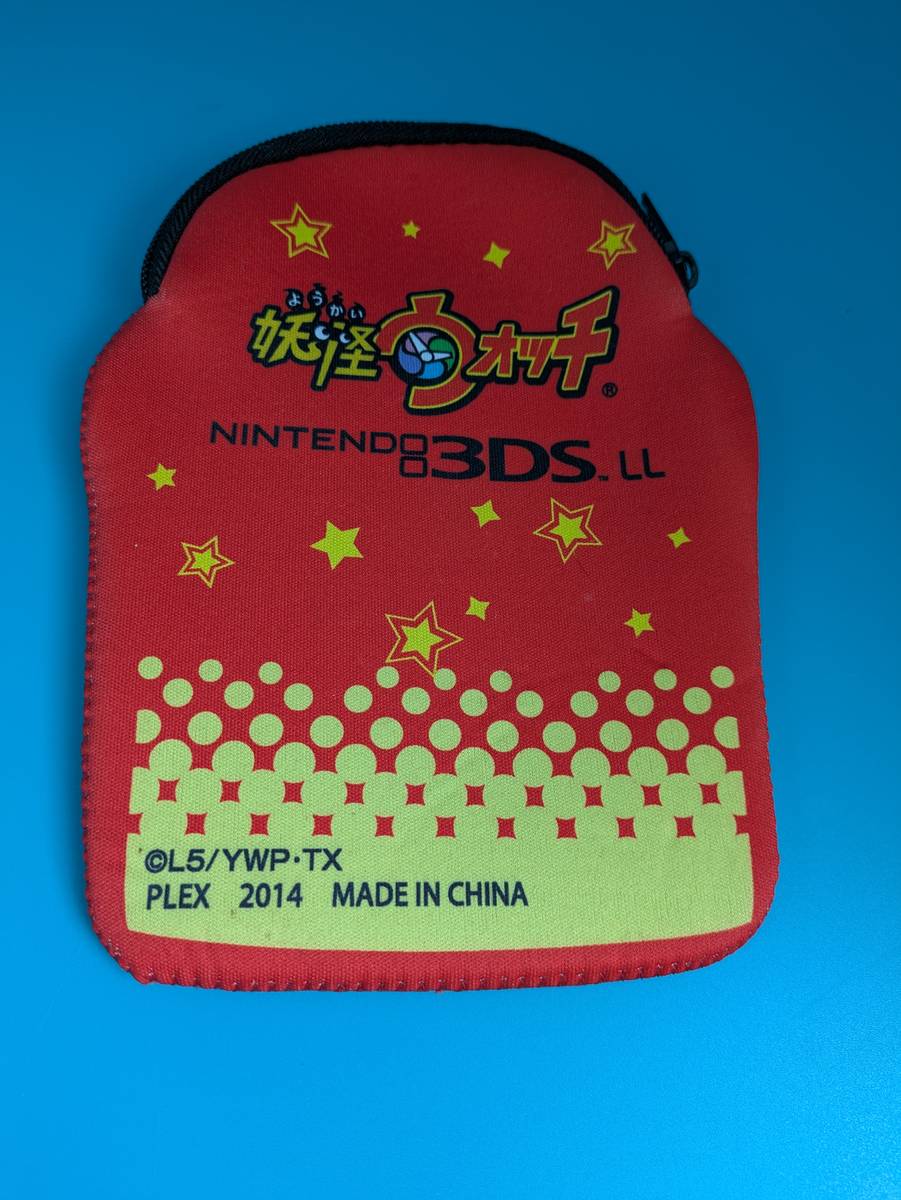 ようかい
妖怪ウォッチ®
NINTENDO 3DS™ LL
©L5/YWP・TX
PLEX 2014 MADE IN CHINA